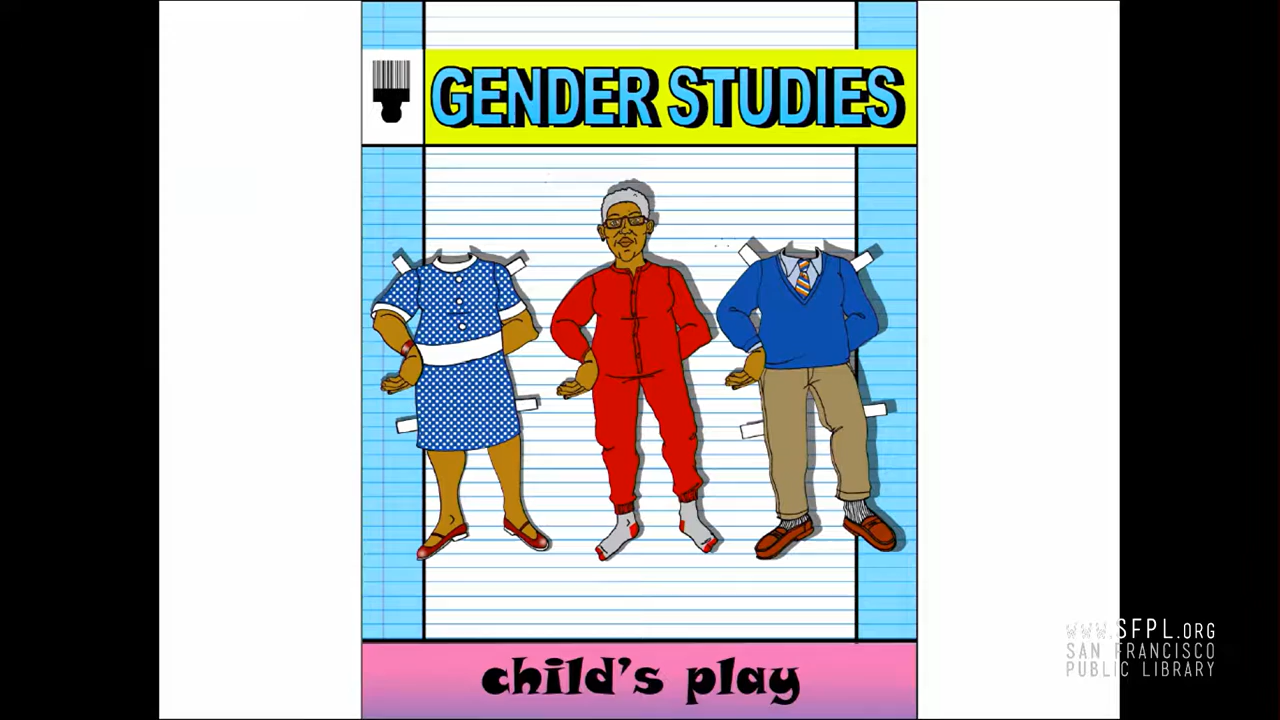 GENDER STUDIES
child's play
www.SFPL.ORG
SAN FRANCISCO
PUBLIC LIBRARY